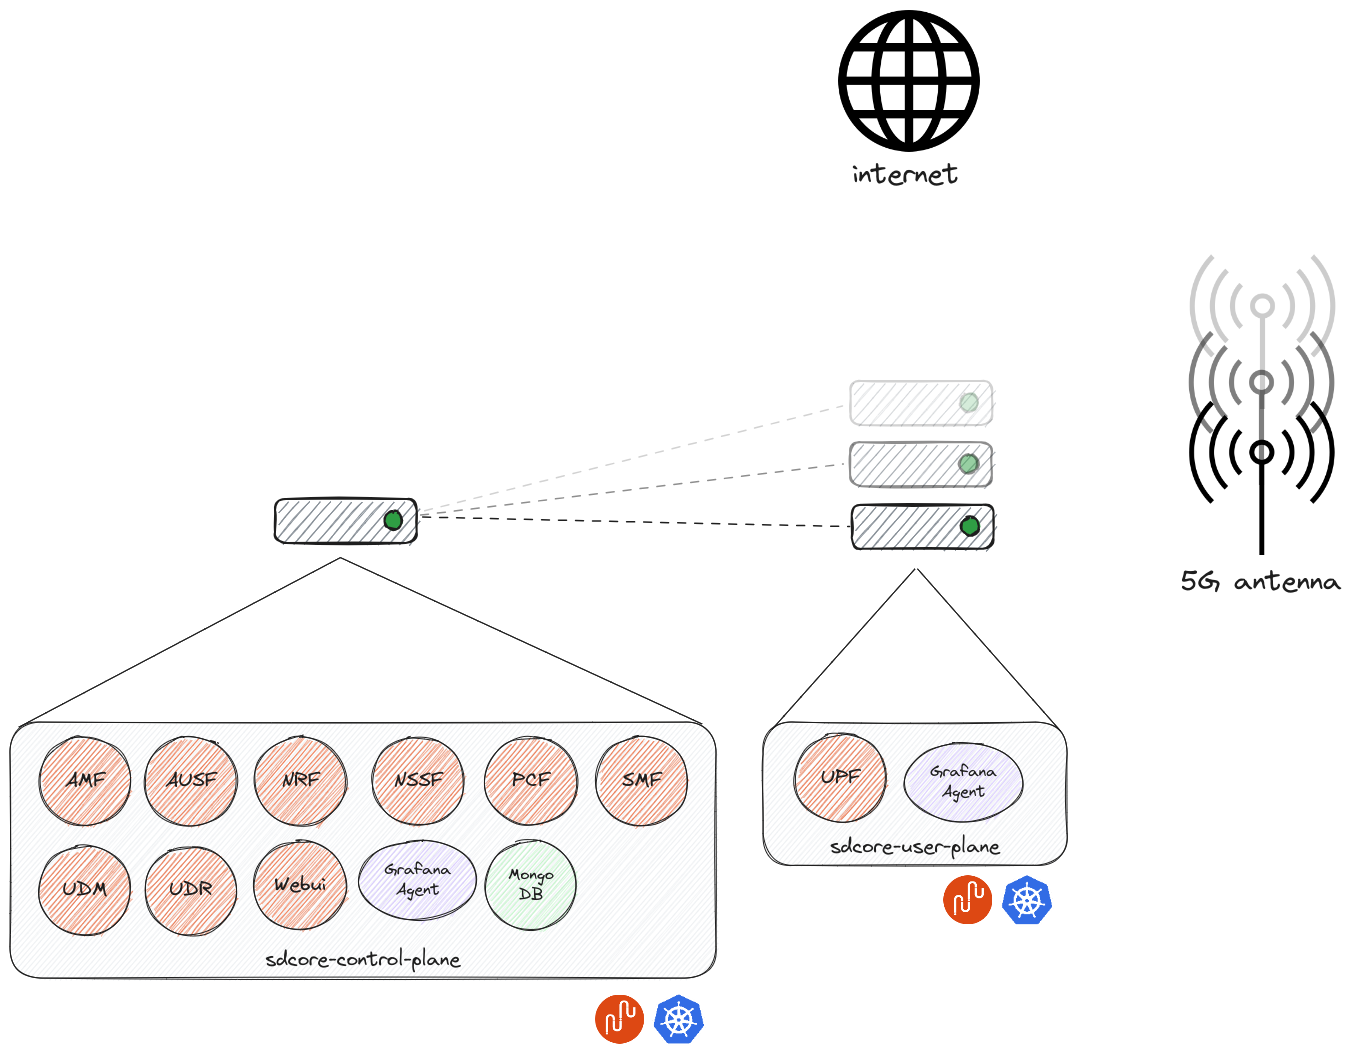 internet
5G antenna
AMF
AUSF
NRF
NSSF
PCF
SMF
UDM
UDR
Webui
Grafana
Agent
Mongo
DB
sdcore-control-plane
UPF
Grafana
Agent
sdcore-user-plane